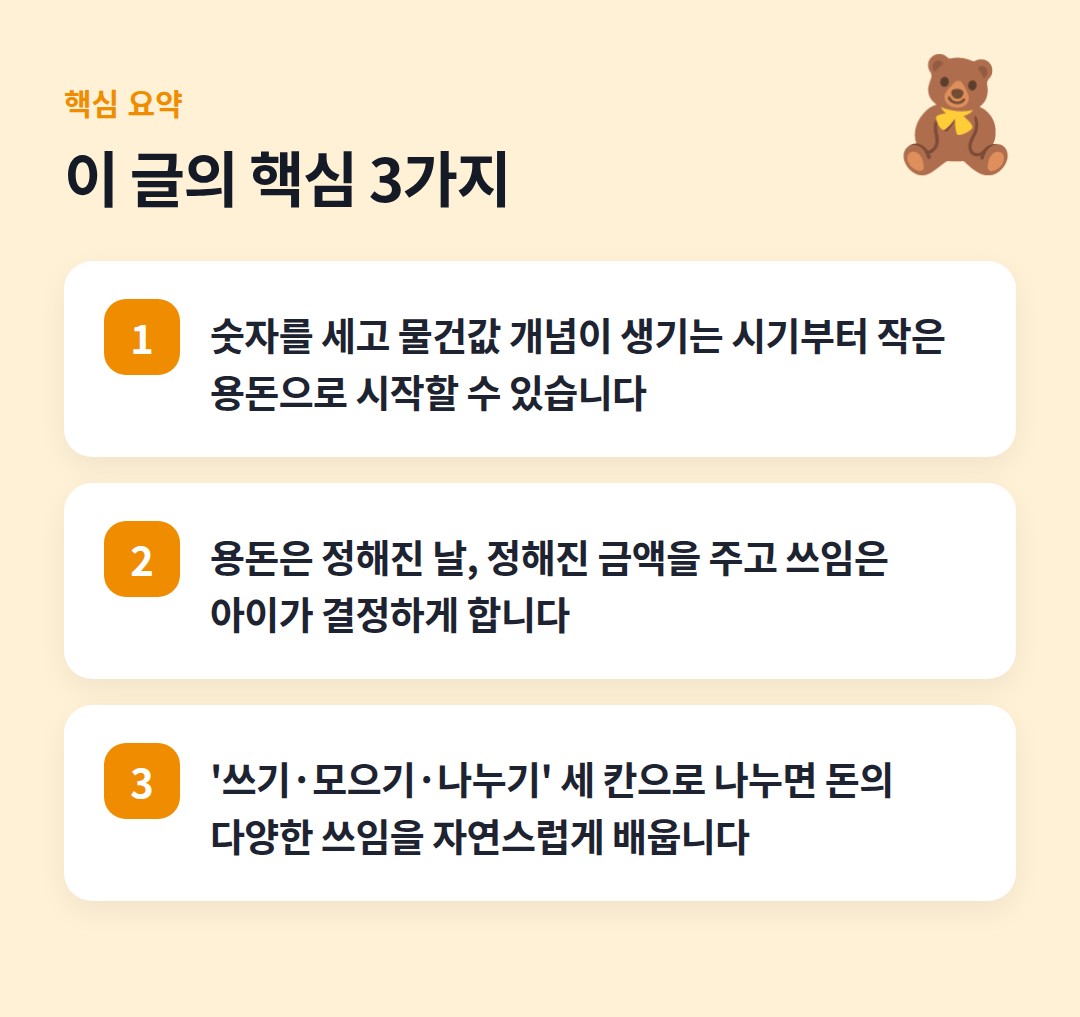 핵심 요약
이 글의 핵심 3가지
1
숫자를 세고 물건값 개념이 생기는 시기부터 작은
용돈으로 시작할 수 있습니다
2
용돈은 정해진 날, 정해진 금액을 주고 쓰임은
아이가 결정하게 합니다
3
'쓰기·모으기·나누기' 세 칸으로 나누면 돈의
다양한 쓰임을 자연스럽게 배웁니다